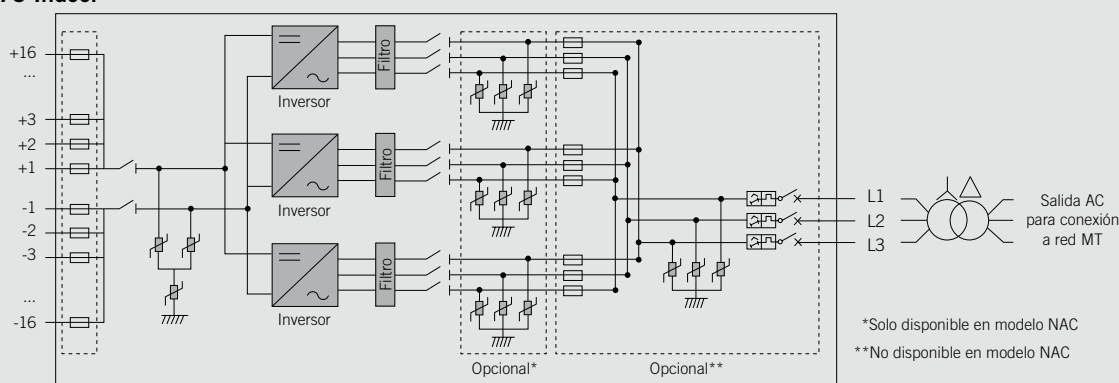 +16
...
+3
+2
+1
-1
-2
-3
...
-16
Inversor
Filtro
Inversor
Filtro
Inversor
Filtro
Opcional*
Opcional**
L1
L2
L3
Salida AC
para conexión
a red MT
*Solo disponible en modelo NAC
**No disponible en modelo NAC